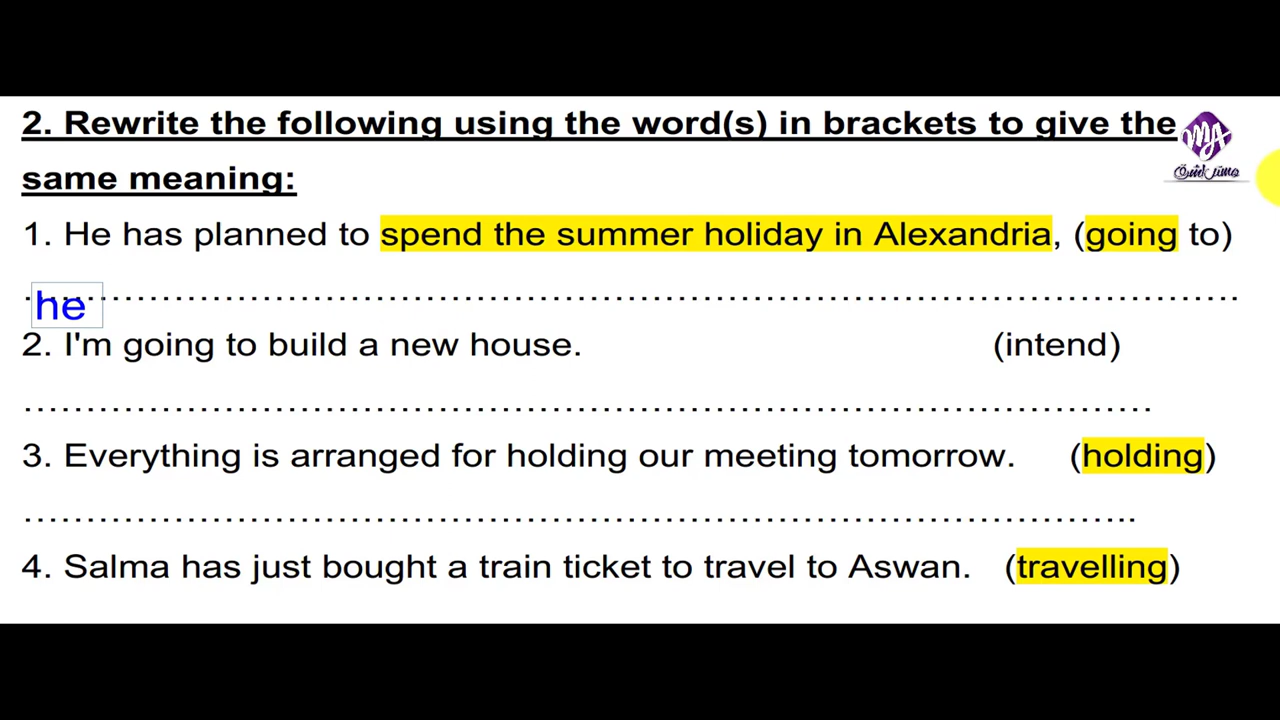 2. Rewrite the following using the word(s) in brackets to give the
same meaning:
MA
1. He has planned to spend the summer holiday in Alexandria, (going to)
………………………………………………………………………………….
he
2. I'm going to build a new house. (intend)
……………………………………………………………………………
3. Everything is arranged for holding our meeting tomorrow. (holding)
…………………………………………………………………………..
4. Salma has just bought a train ticket to travel to Aswan. (travelling)